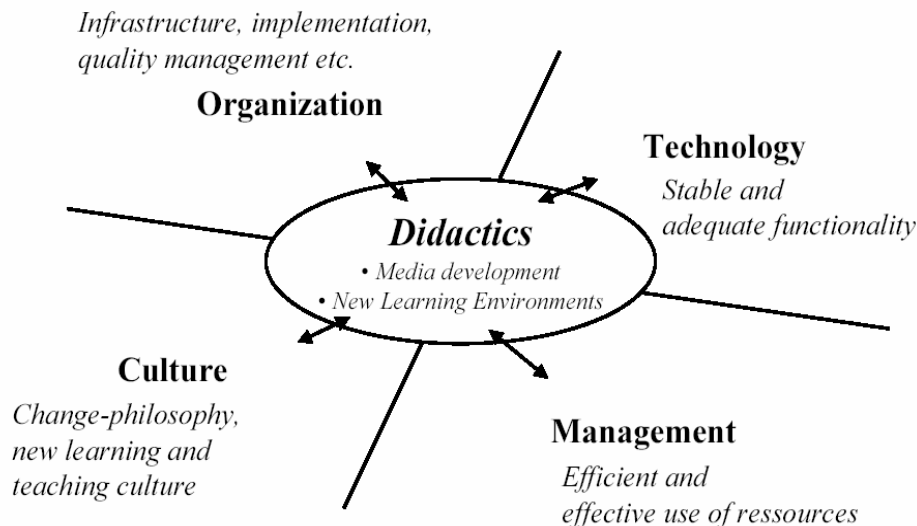 Infrastructure, implementation,
quality management etc.
Organization
Technology
Stable and
adequate functionality
Didactics
• Media development
• New Learning Environments
Culture
Change-philosophy,
new learning and
teaching culture
Management
Efficient and
effective use of ressources